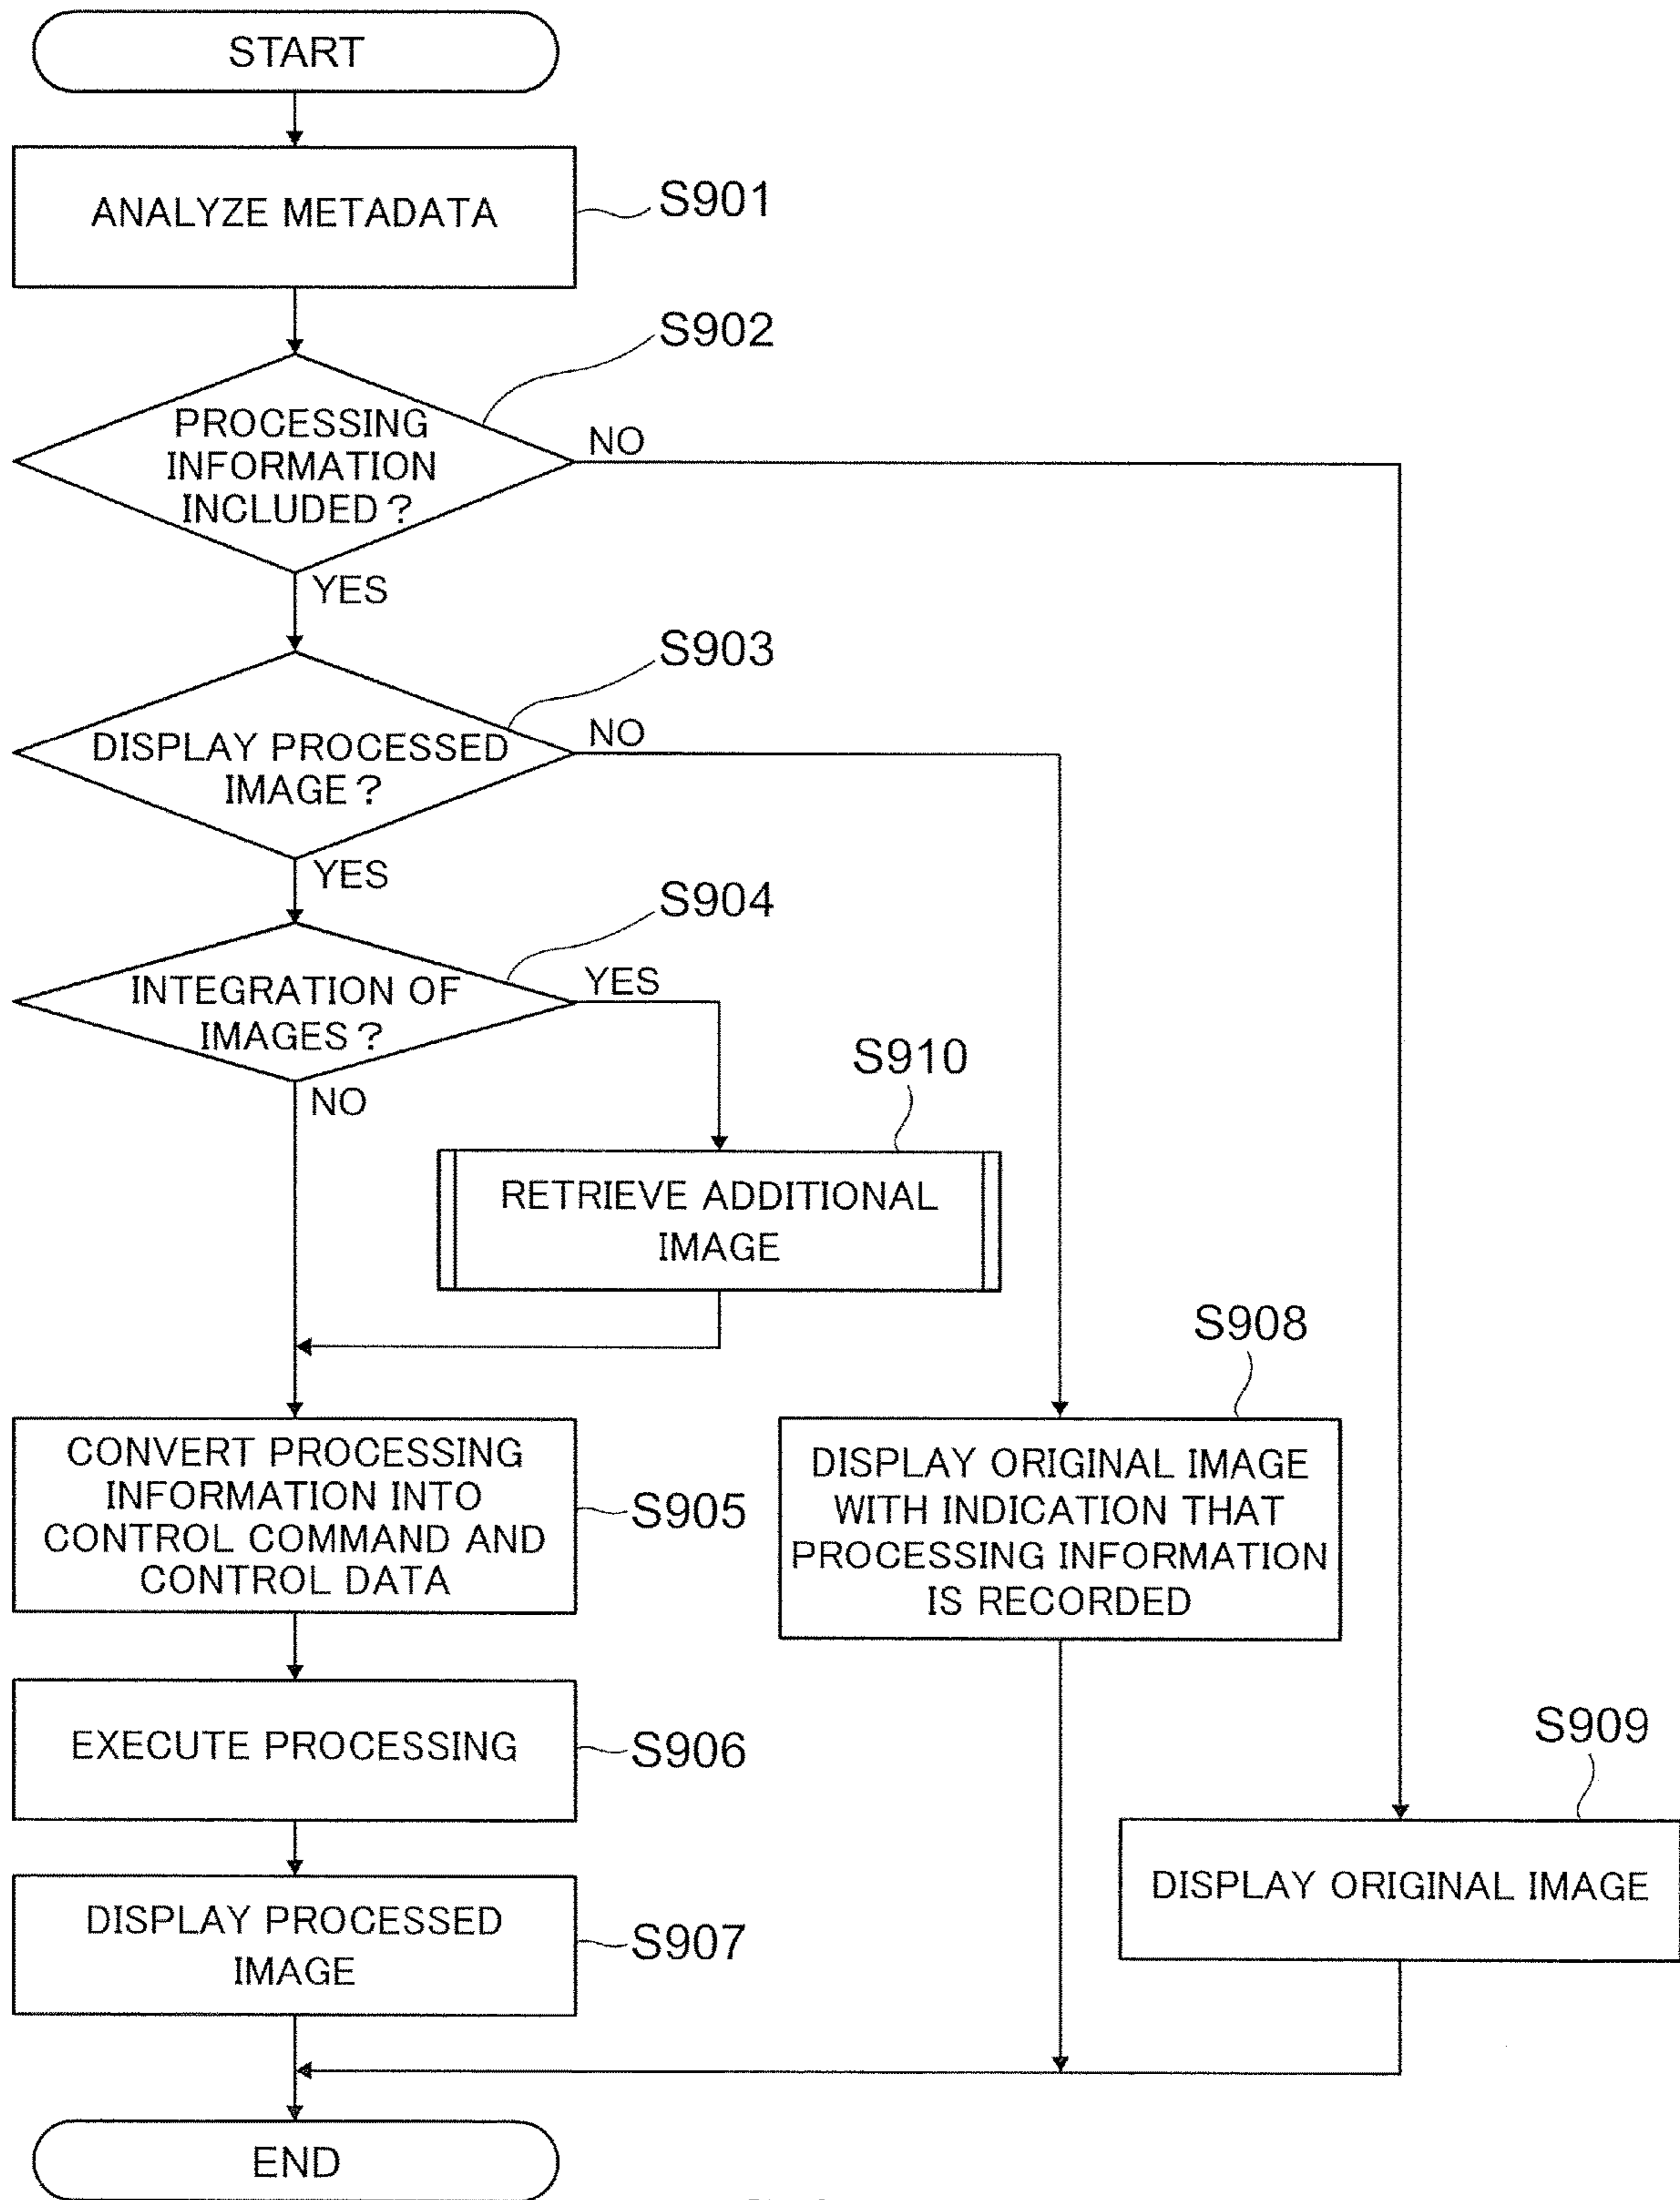 START
ANALYZE METADATA
S901
S902
PROCESSING
INFORMATION
INCLUDED?
NO
YES
S903
DISPLAY PROCESSED
IMAGE?
NO
YES
S904
INTEGRATION OF
IMAGES?
YES
NO
S910
RETRIEVE ADDITIONAL
IMAGE
CONVERT PROCESSING
INFORMATION INTO
CONTROL COMMAND AND
CONTROL DATA
S905
S908
DISPLAY ORIGINAL IMAGE
WITH INDICATION THAT
PROCESSING INFORMATION
IS RECORDED
EXECUTE PROCESSING
S906
S909
DISPLAY ORIGINAL IMAGE
DISPLAY PROCESSED
IMAGE
S907
END